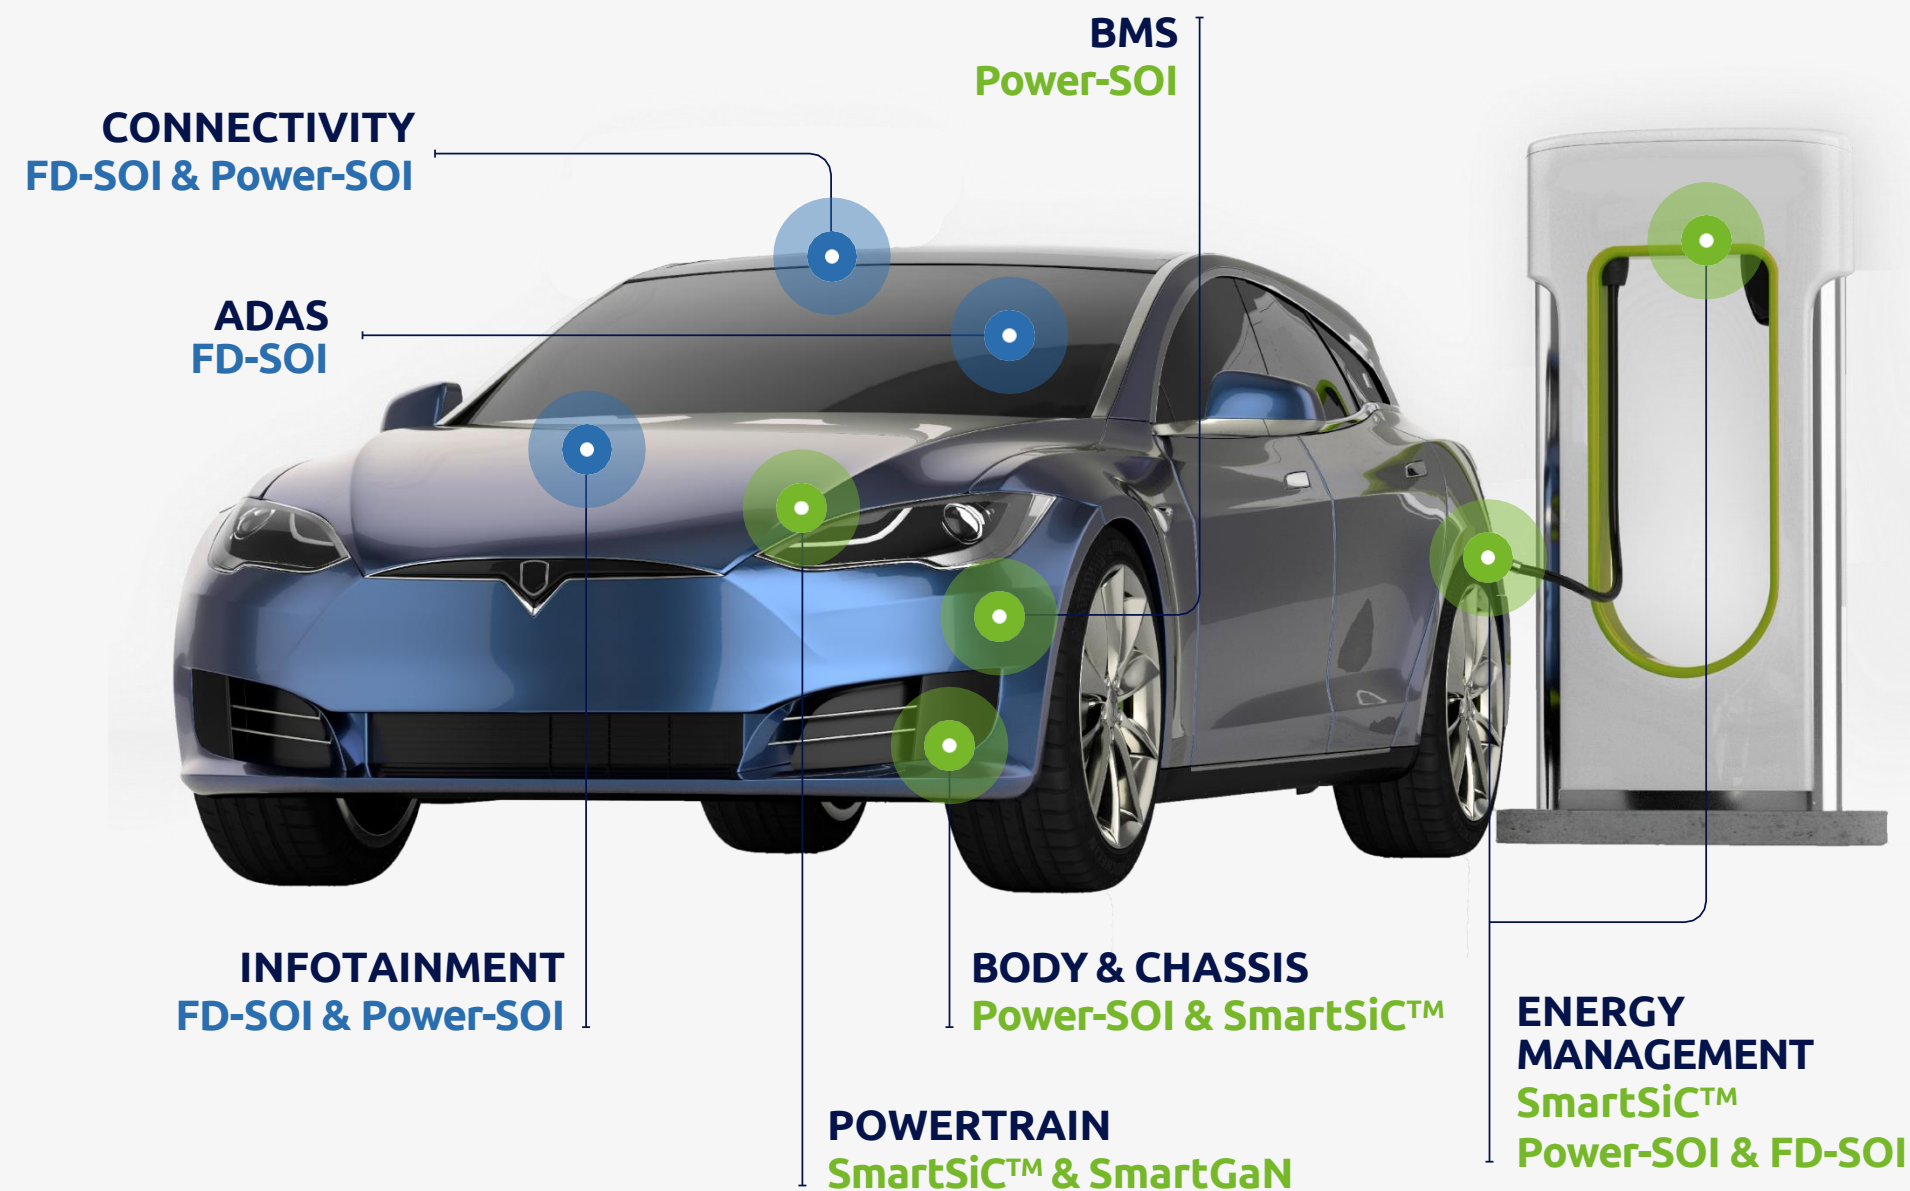 BMS
Power-SOI
CONNECTIVITY
FD-SOI & Power-SOI
ADAS
FD-SOI
INFOTAINMENT
FD-SOI & Power-SOI
BODY & CHASSIS
Power-SOI & SmartSiC™
ENERGY
MANAGEMENT
SmartSiC™
Power-SOI & FD-SOI
POWERTRAIN
SmartSiC™ & SmartGaN